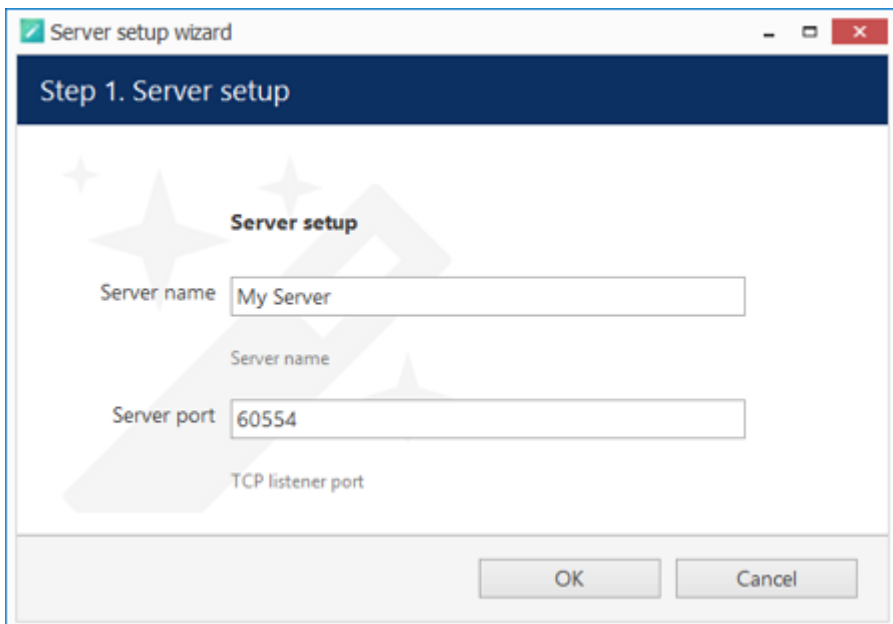 Server setup wizard
Step 1. Server setup
Server setup
Server name My Server
Server name
Server port 60554
TCP listener port
OK Cancel